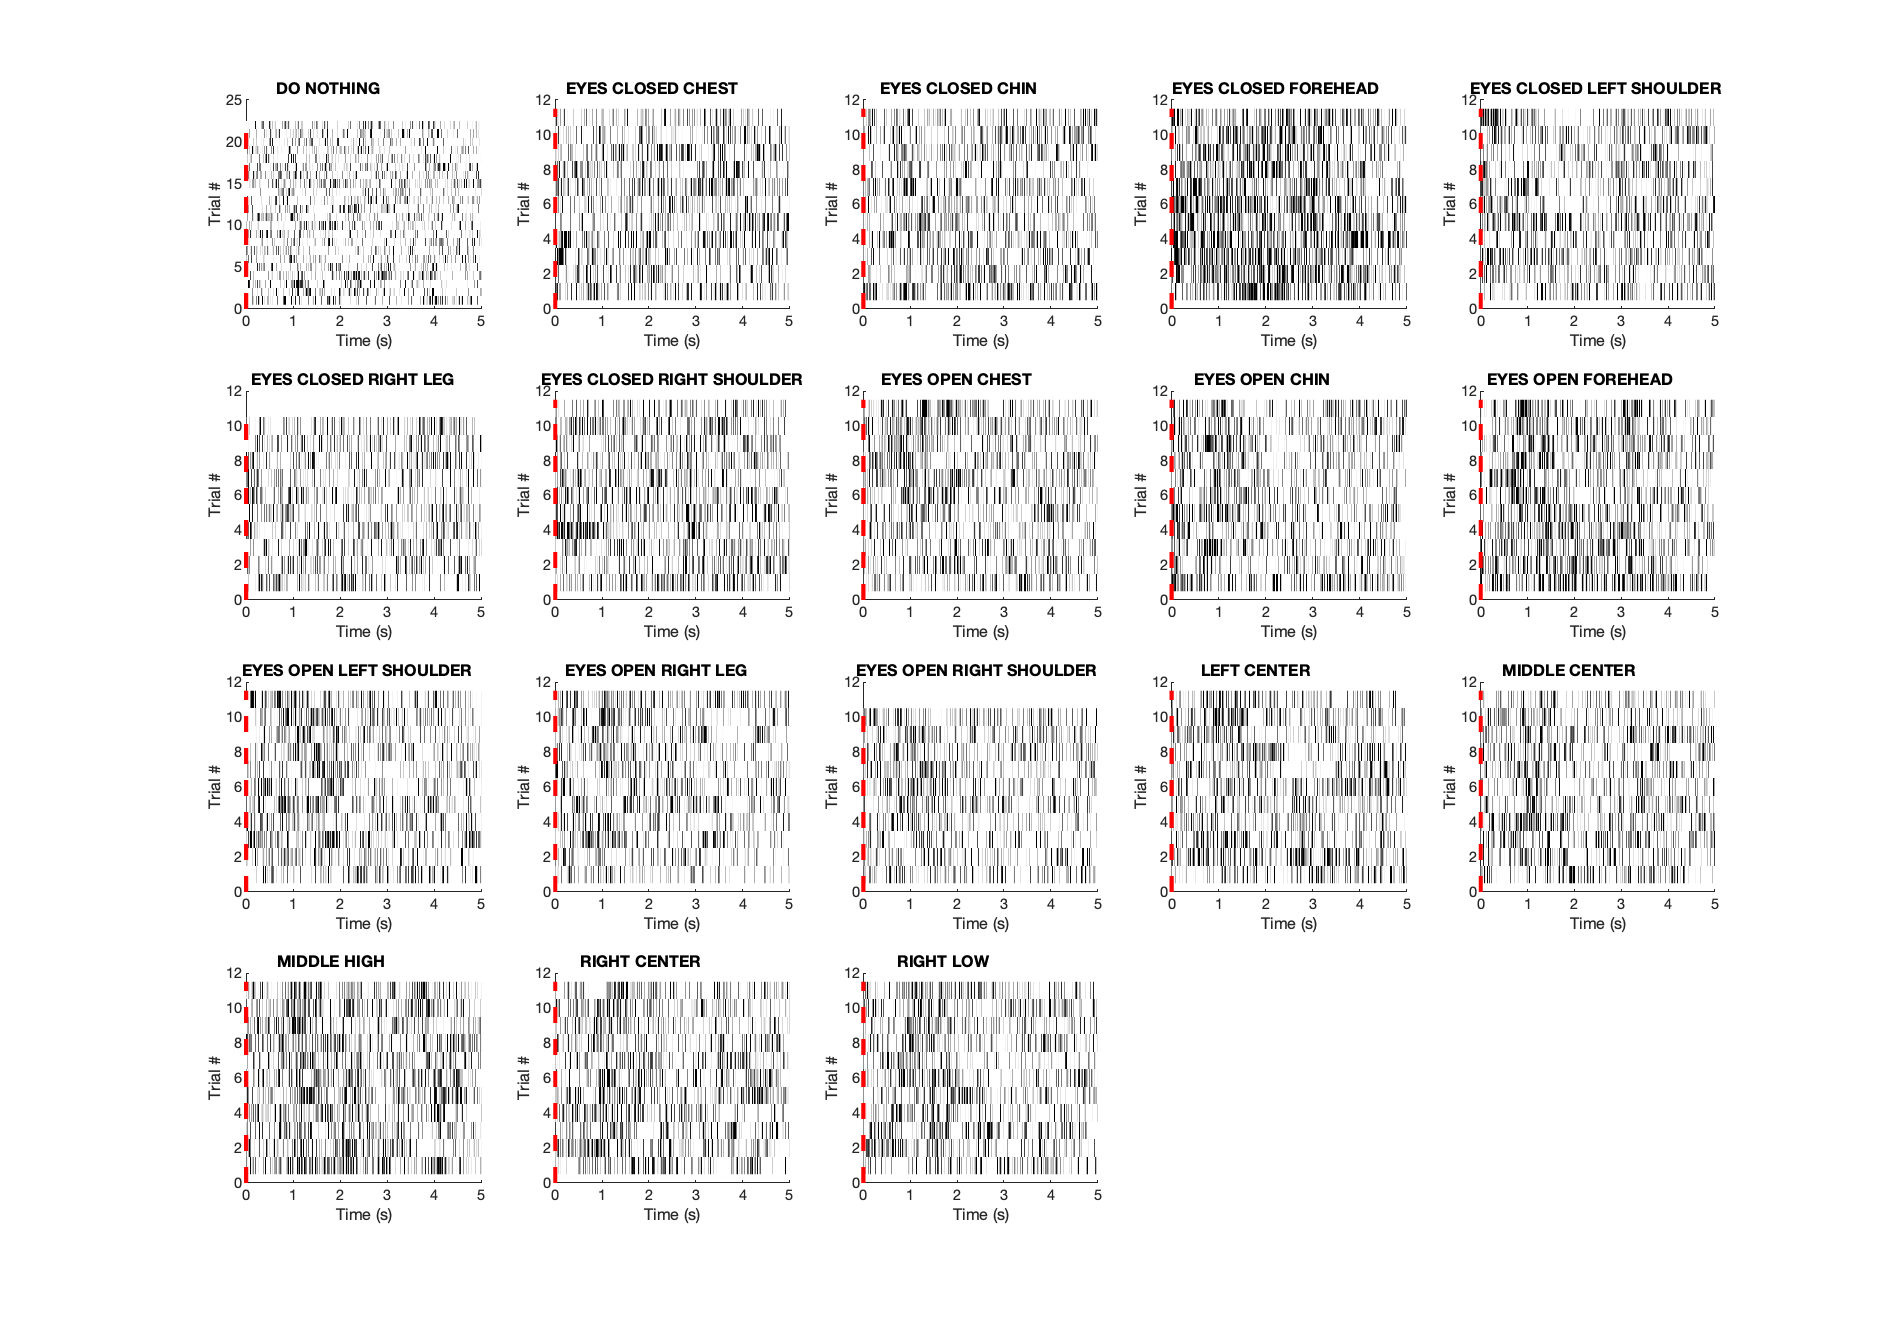 DO NOTHING
25
20
15
10
5
0
Trial #
0 1 2 3 4 5
Time (s)
EYES CLOSED CHEST
12
10
8
6
4
2
0
Trial #
0 1 2 3 4 5
Time (s)
EYES CLOSED CHIN
12
10
8
6
4
2
0
Trial #
0 1 2 3 4 5
Time (s)
EYES CLOSED FOREHEAD
12
10
8
6
4
2
0
Trial #
0 1 2 3 4 5
Time (s)
EYES CLOSED LEFT SHOULDER
12
10
8
6
4
2
0
Trial #
0 1 2 3 4 5
Time (s)
EYES CLOSED RIGHT LEG
12
10
8
6
4
2
0
Trial #
0 1 2 3 4 5
Time (s)
EYES CLOSED RIGHT SHOULDER
12
10
8
6
4
2
0
Trial #
0 1 2 3 4 5
Time (s)
EYES OPEN CHEST
12
10
8
6
4
2
0
Trial #
0 1 2 3 4 5
Time (s)
EYES OPEN CHIN
12
10
8
6
4
2
0
Trial #
0 1 2 3 4 5
Time (s)
EYES OPEN FOREHEAD
12
10
8
6
4
2
0
Trial #
0 1 2 3 4 5
Time (s)
EYES OPEN LEFT SHOULDER
12
10
8
6
4
2
0
Trial #
0 1 2 3 4 5
Time (s)
EYES OPEN RIGHT LEG
12
10
8
6
4
2
0
Trial #
0 1 2 3 4 5
Time (s)
EYES OPEN RIGHT SHOULDER
12
10
8
6
4
2
0
Trial #
0 1 2 3 4 5
Time (s)
LEFT CENTER
12
10
8
6
4
2
0
Trial #
0 1 2 3 4 5
Time (s)
MIDDLE CENTER
12
10
8
6
4
2
0
Trial #
0 1 2 3 4 5
Time (s)
MIDDLE HIGH
12
10
8
6
4
2
0
Trial #
0 1 2 3 4 5
Time (s)
RIGHT CENTER
12
10
8
6
4
2
0
Trial #
0 1 2 3 4 5
Time (s)
RIGHT LOW
12
10
8
6
4
2
0
Trial #
0 1 2 3 4 5
Time (s)